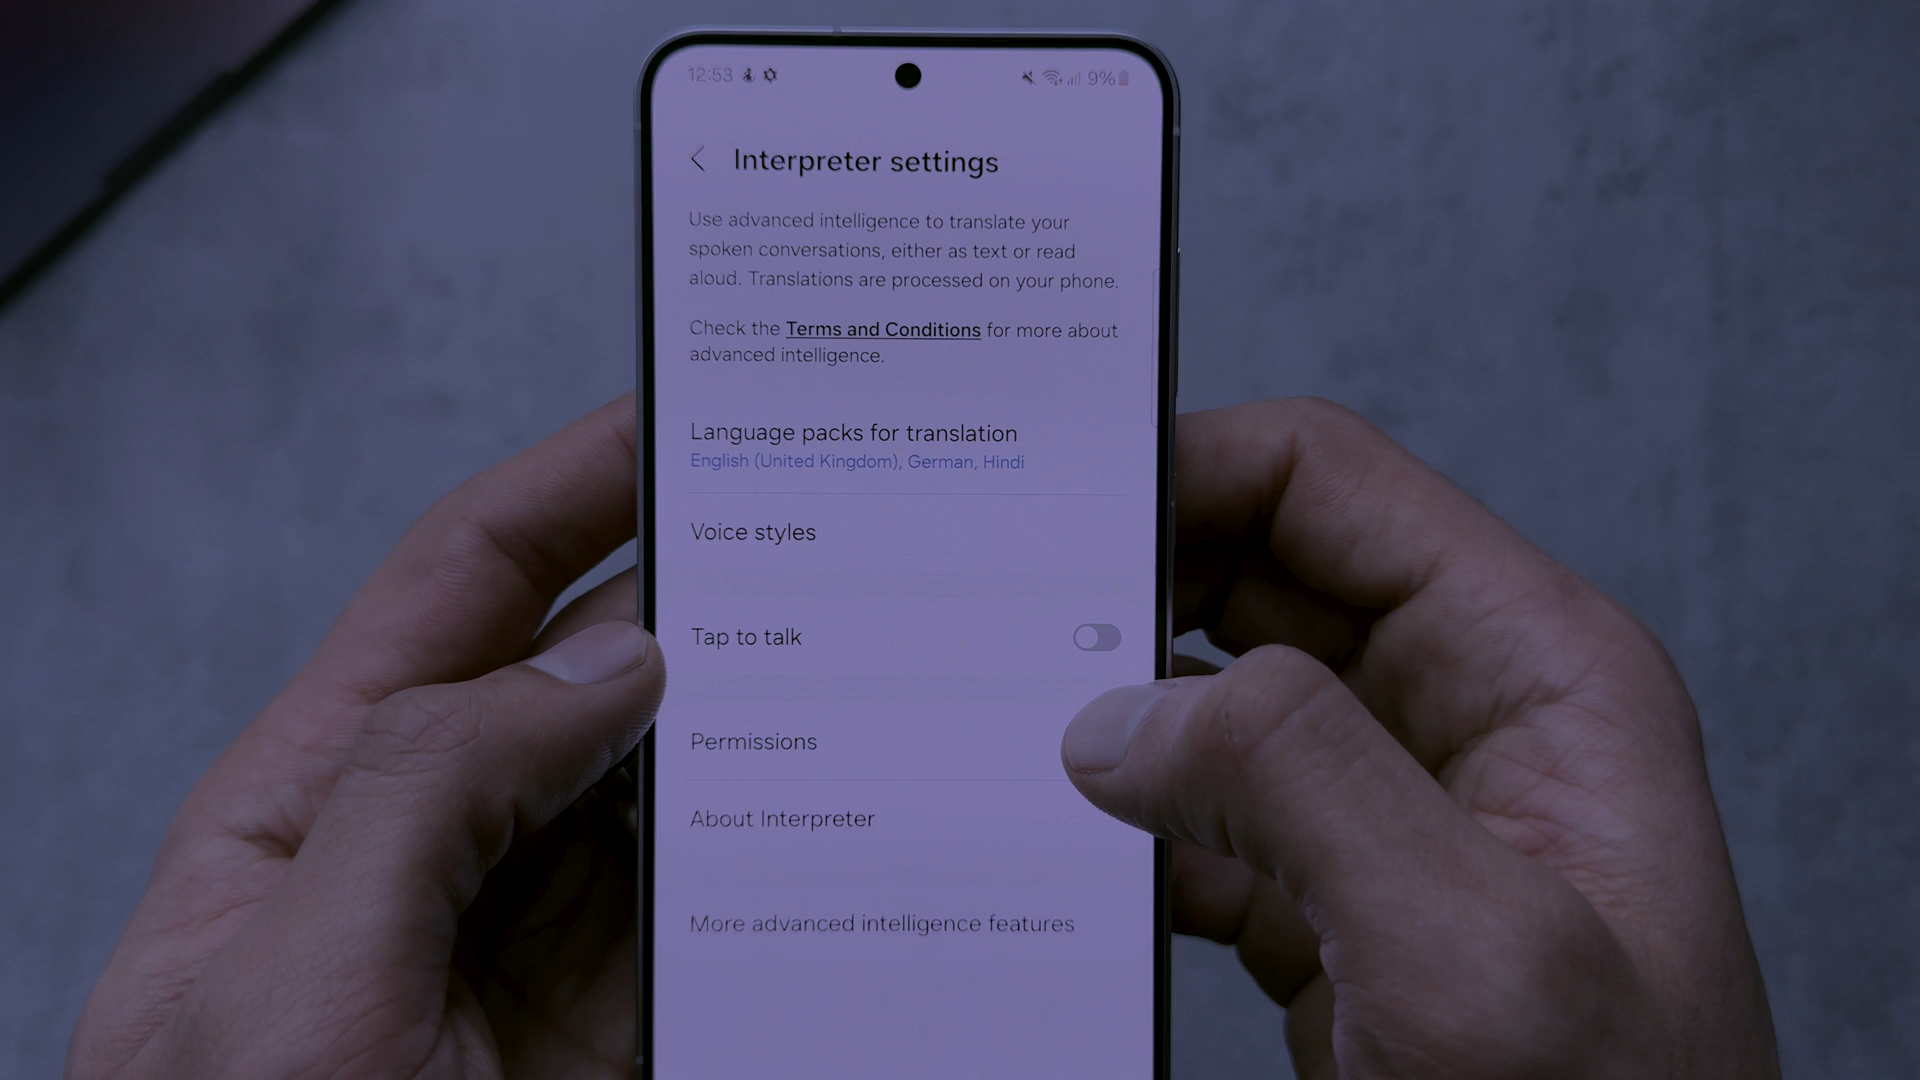 12:53 9%
Interpreter settings
Use advanced intelligence to translate your
spoken conversations, either as text or read
aloud. Translations are processed on your phone.
Check the Terms and Conditions for more about
advanced intelligence.
Language packs for translation
English (United Kingdom), German, Hindi
Voice styles
Tap to talk
Permissions
About Interpreter
More advanced intelligence features